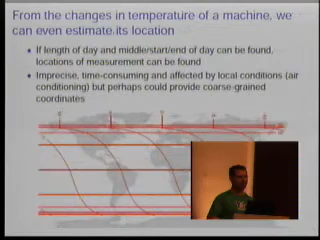 From the changes in temperature of a machine, we
can even estimate its location
If length of day and middle/start/end of day can be found,
locations of measurement can be found
Imprecise, time-consuming and affected by local conditions (air
conditioning) but perhaps could provide coarse-grained
coordinates